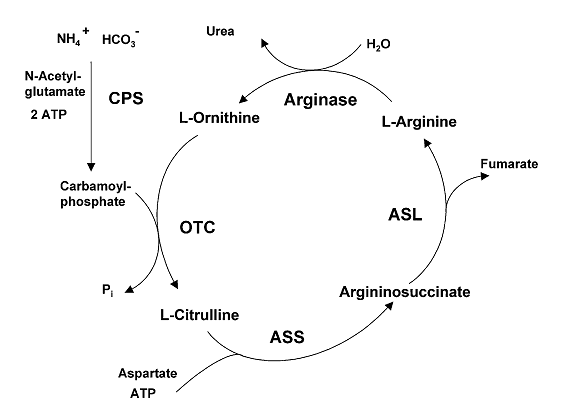 NH4+ HCO3-
Urea
H2O
N-Acetyl-
glutamate
2 ATP
CPS
Arginase
L-Ornithine
L-Arginine
Carbamoyl-
phosphate
Fumarate
OTC
ASL
Pi
Argininosuccinate
L-Citrulline
ASS
Aspartate
ATP